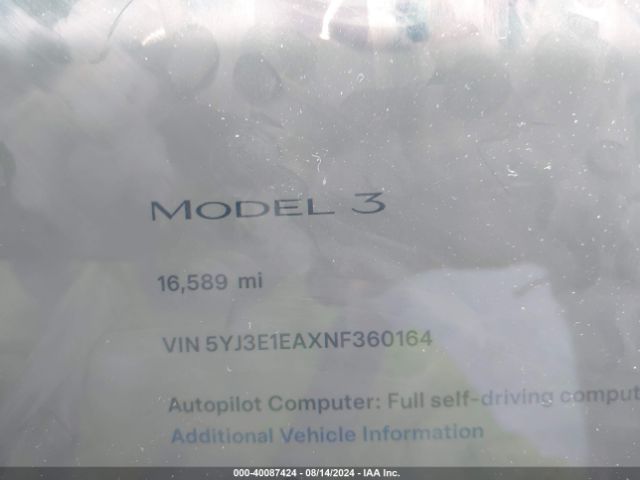 MODEL 3
16,589 mi
VIN 5YJ3E1EAXNF360164
Autopilot Computer: Full self-driving comput
Additional Vehicle Information
000-40087424 - 08/14/2024 - IAA Inc.